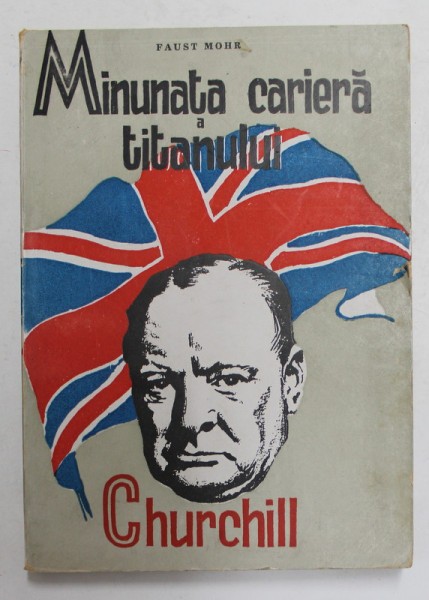 FAUST MOHR
Minunata carieră
a
titanului
Churchill